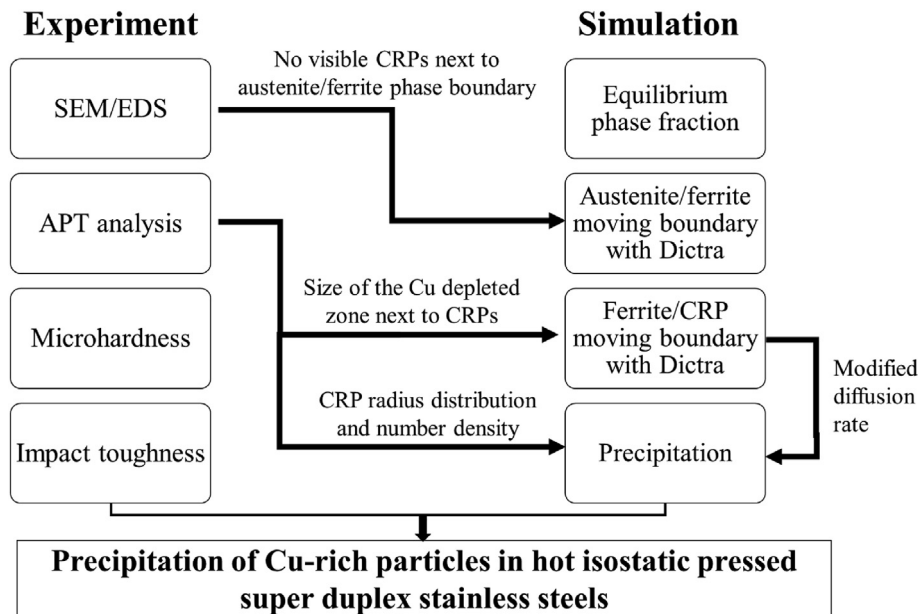 Experiment
Simulation
SEM/EDS
No visible CRPs next to
austenite/ferrite phase boundary
Equilibrium
phase fraction
APT analysis
Austenite/ferrite
moving boundary
with Dictra
Microhardness
Size of the Cu depleted
zone next to CRPs
Ferrite/CRP
moving boundary
with Dictra
Modified
diffusion
rate
Impact toughness
CRP radius distribution
and number density
Precipitation
Precipitation of Cu-rich particles in hot isostatic pressed
super duplex stainless steels